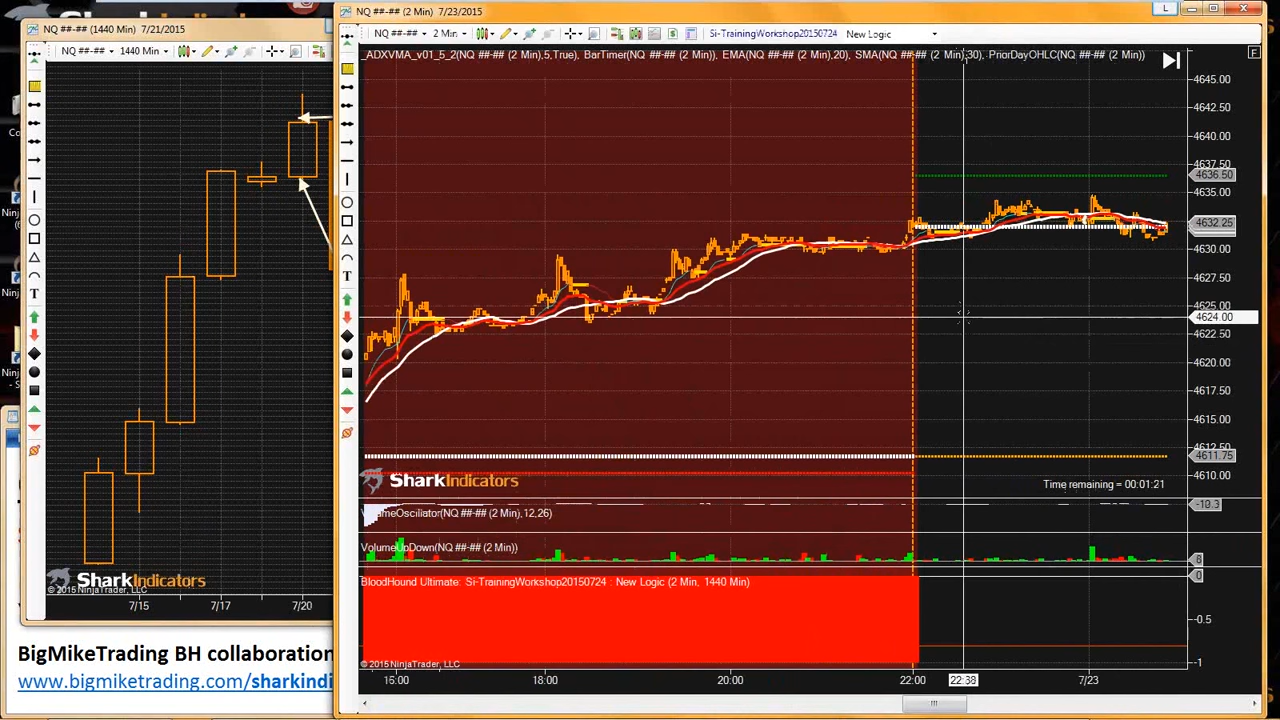 NQ ##-## (1440 Min) 7/21/2015
NQ ##-## 1440 Min
SharkIndicators
© 2015 NinjaTrader, LLC
7/15 7/17 7/20
BigMikeTrading BH collaboration
www.bigmiketrading.com/sharkindi
NQ ##-## (2 Min) 7/23/2015
L
NQ ##-## 2 Min Si-TrainingWorkshop20150724 New Logic
_ADXVMA_v01_5_2(NQ ##-## (2 Min),5,True), BarTimer(NQ ##-## (2 Min)), EMA(NQ ##-## (2 Min),20), SMA(NQ ##-## (2 Min),30), PriorDayOHLC(NQ ##-## (2 Min))
F
4645.00
4642.50
4640.00
4637.50
4636.50
4635.00
4632.25
4630.00
4627.50
4625.00
4624.00
4622.50
4620.00
4617.50
4615.00
4612.50
4611.75
4610.00
SharkIndicators
Time remaining = 00:01:21
-10.3
VolumeOscillator(NQ ##-## (2 Min),12,26)
VolumeUpDown(NQ ##-## (2 Min))
8
0
BloodHound Ultimate: Si-TrainingWorkshop20150724 : New Logic (2 Min, 1440 Min)
-0.5
-1
© 2015 NinjaTrader, LLC
16:00 18:00 20:00 22:00 22:38 7/23